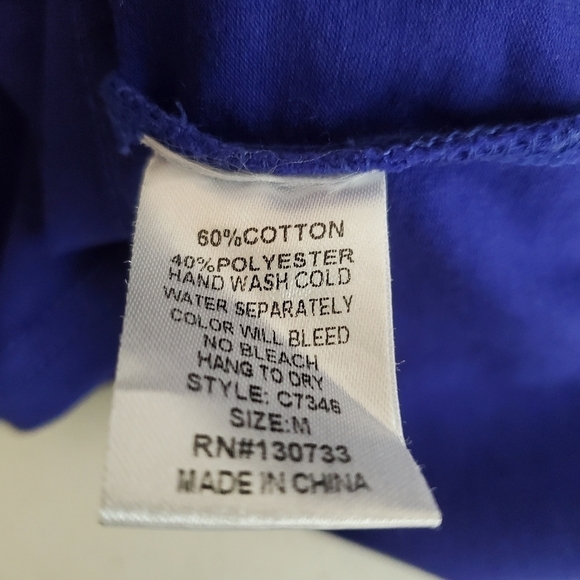 60%COTTON
40%POLYESTER
HAND WASH COLD
WATER SEPARATELY
COLOR WILL BLEED
NO BLEACH
HANG TO DRY
STYLE: C7346
SIZE:M
RN#130733
MADE IN CHINA